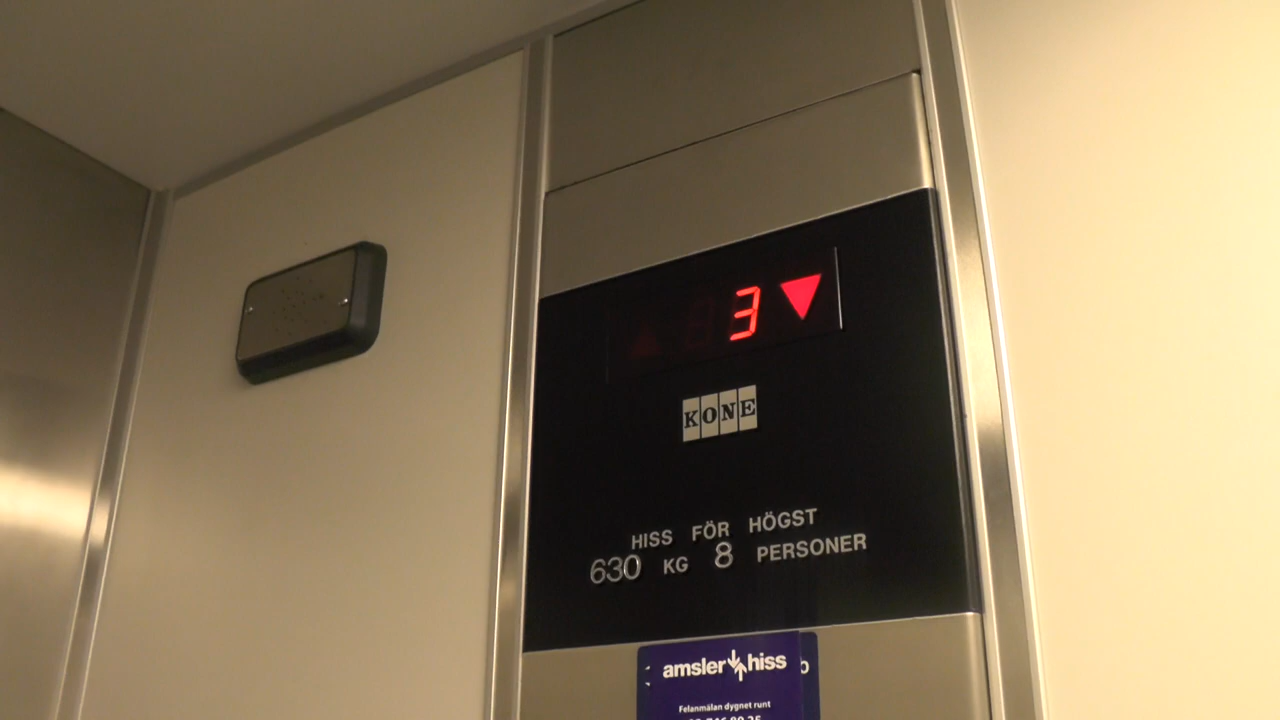 3
KONE
HISS FÖR HÖGST
630 KG 8 PERSONER
amsler hiss
Felanmälan dygnet runt